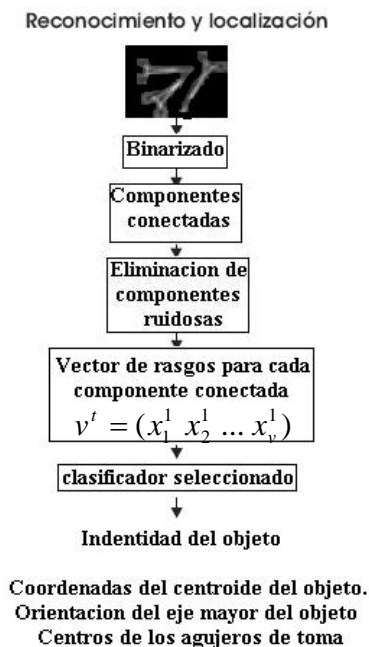 Reconocimiento y localización
Binarizado
Componentes
conectadas
Eliminacion de
componentes
ruidosas
Vector de rasgos para cada
componente conectada
v^t = (x_1^1 x_2^1 ... x_v^1)
clasificador seleccionado
Indentidad del objeto
Coordenadas del centroide del objeto.
Orientacion del eje mayor del objeto
Centros de los agujeros de toma